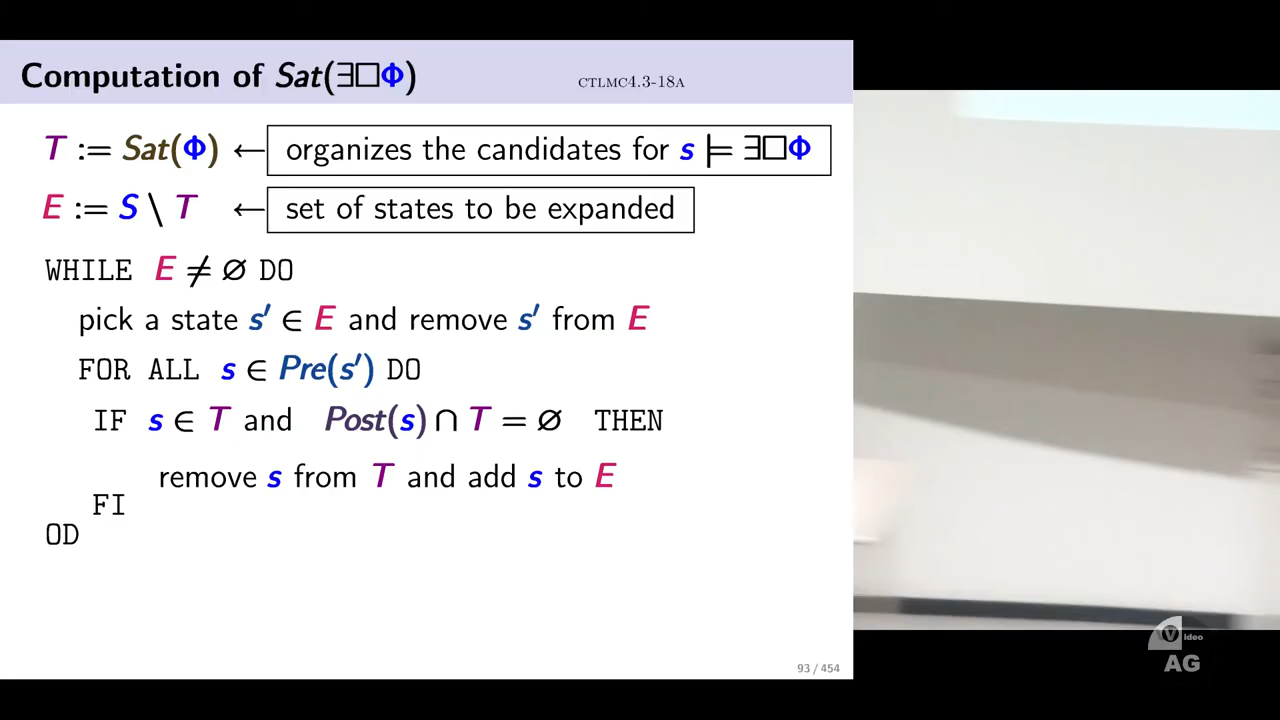 Computation of Sat(∃□Φ) CTLMC4.3-18A
T := Sat(Φ) ← organizes the candidates for s ⊨ ∃□Φ
E := S \ T ← set of states to be expanded
WHILE E ≠ ∅ DO
pick a state s′ ∈ E and remove s′ from E
FOR ALL s ∈ Pre(s′) DO
IF s ∈ T and Post(s) ∩ T = ∅ THEN
remove s from T and add s to E
FI
OD
93 / 454
Video
AG